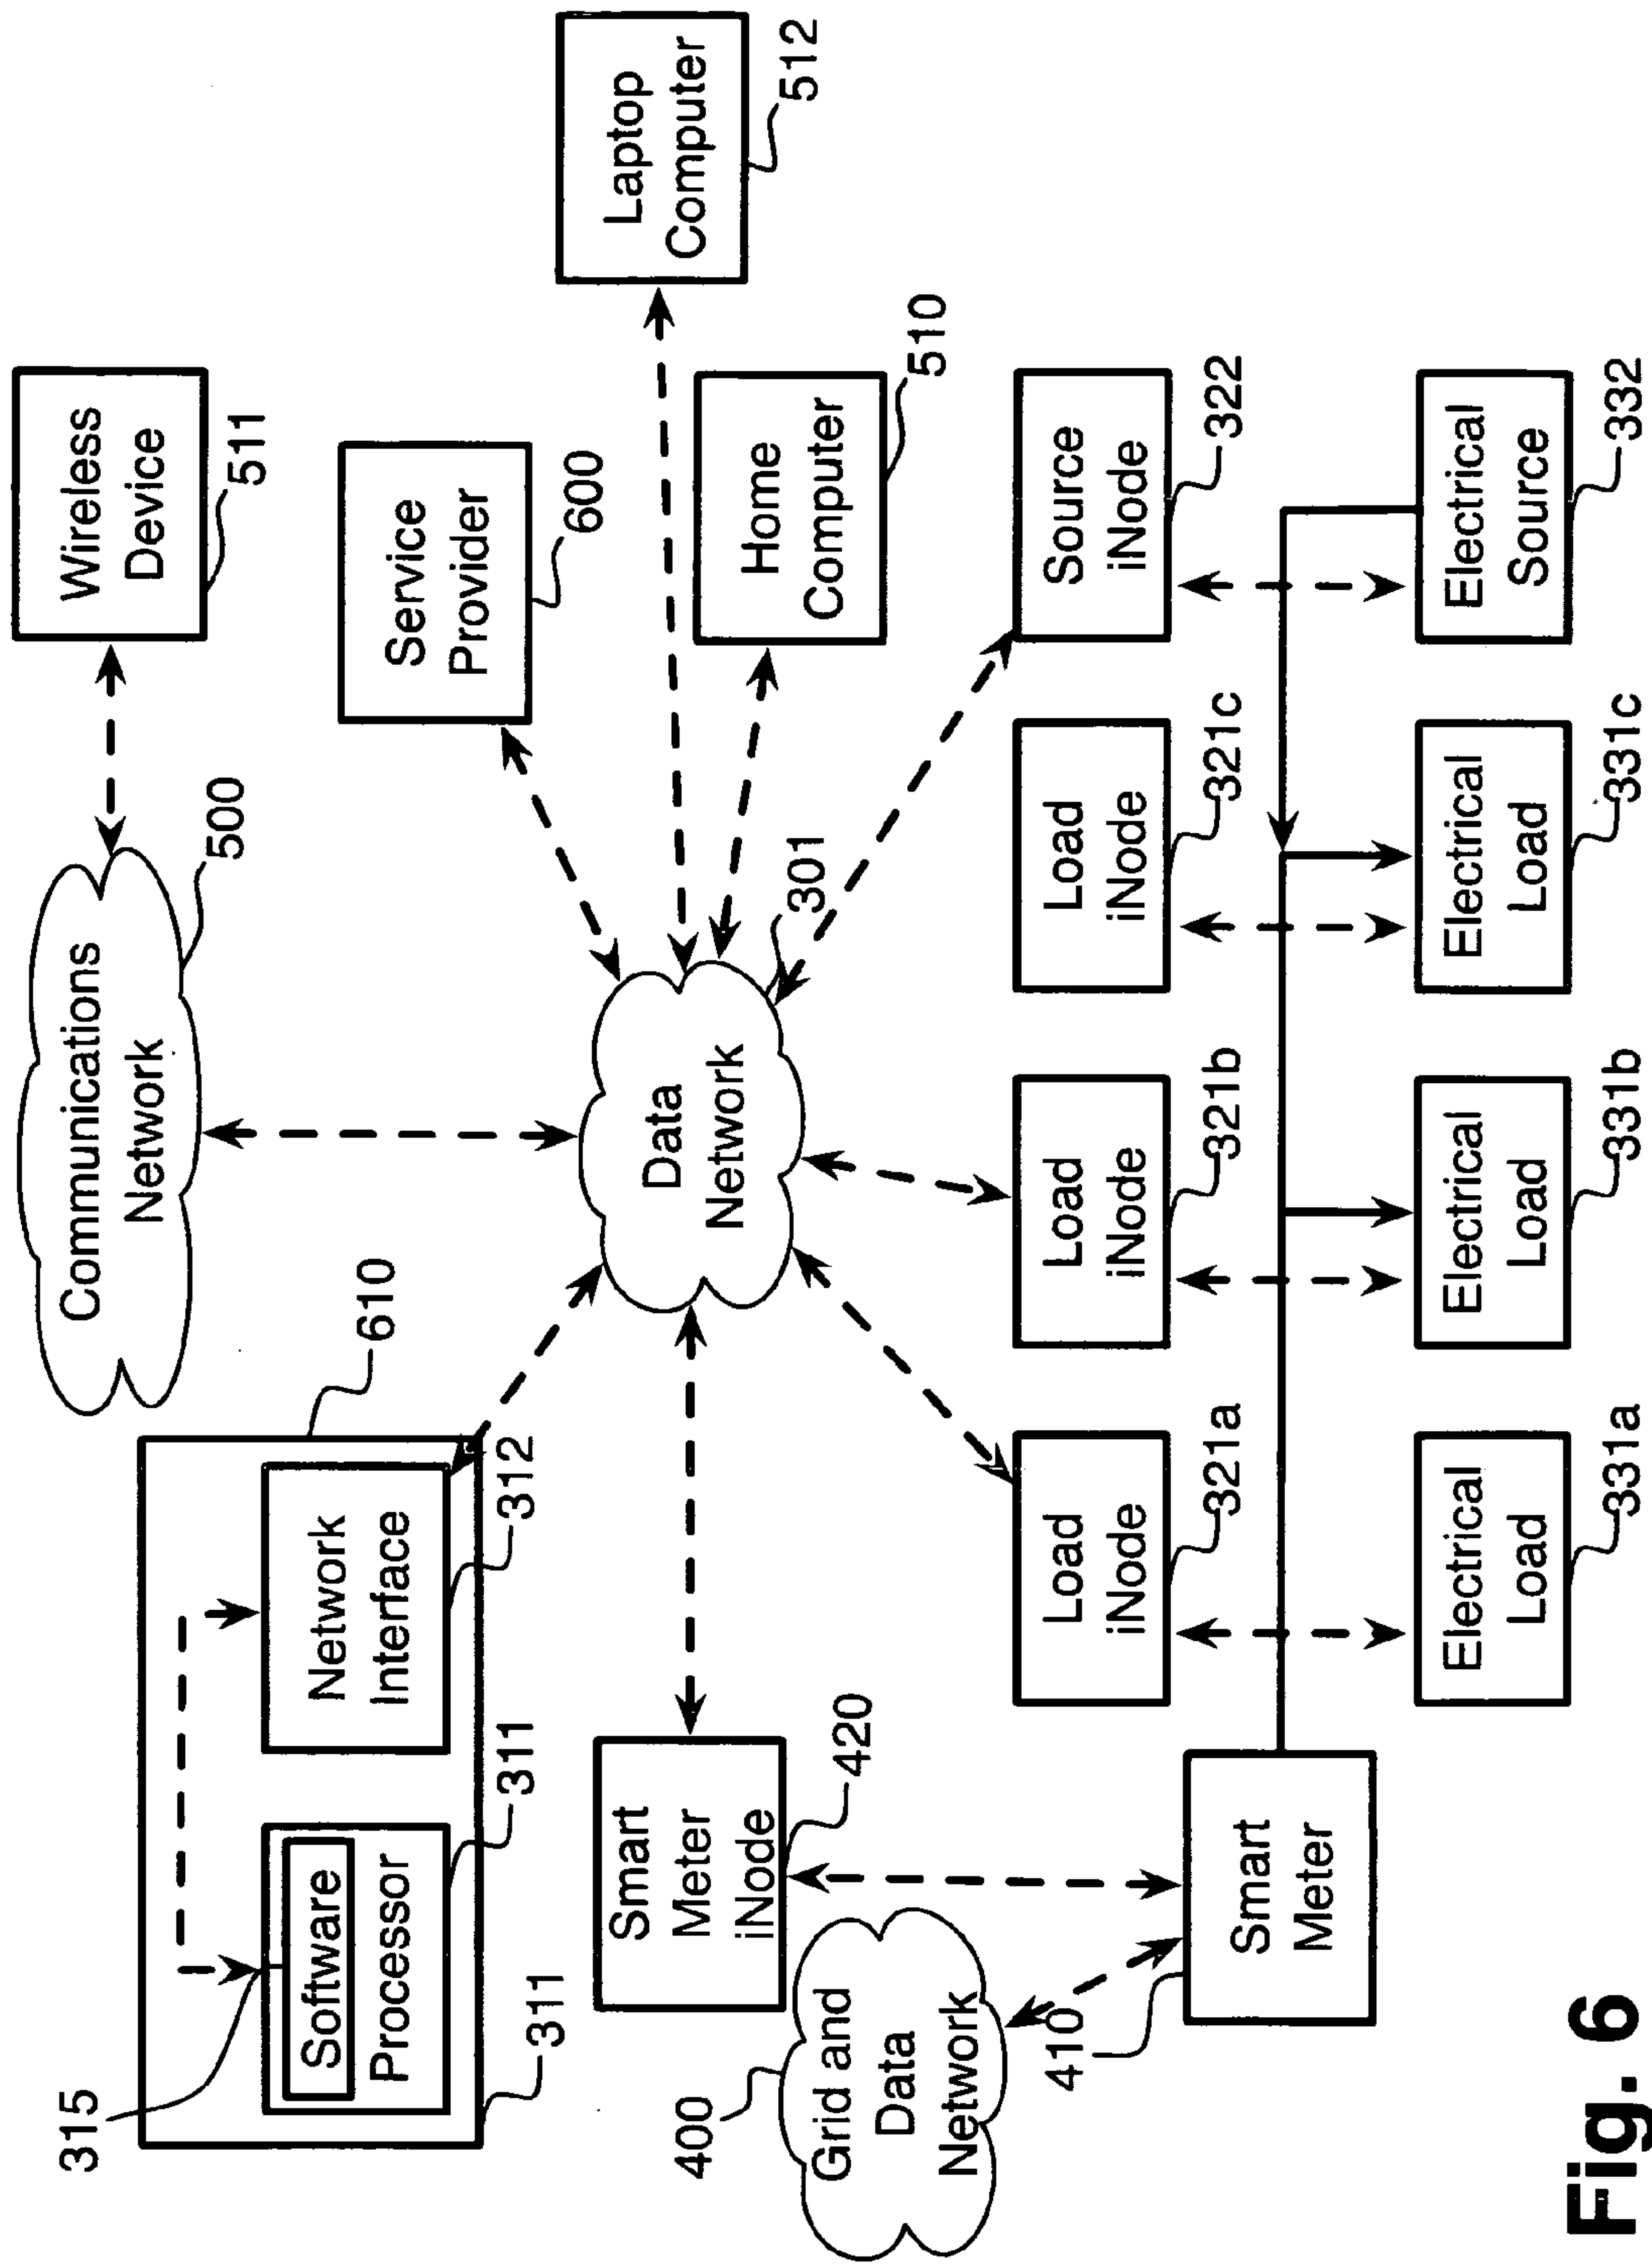 315
311
Software
Processor
311
Network
Interface
312
610
Communications
Network
500
Wireless
Device
511
Service
Provider
600
Laptop
Computer
512
Home
Computer
510
Data
Network
301
Smart
Meter
iNode
420
400
Grid and
Data
Network
410
Smart
Meter
Load
iNode
321a
Load
iNode
321b
Load
iNode
321c
Source
iNode
322
Electrical
Load
331a
Electrical
Load
331b
Electrical
Load
331c
Electrical
Source
332
Fig. 6